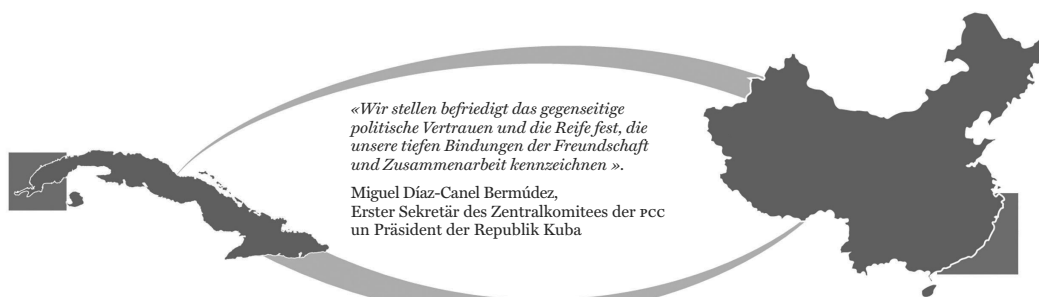 «Wir stellen befriedigt das gegenseitige
politische Vertrauen und die Reife fest, die
unsere tiefen Bindungen der Freundschaft
und Zusammenarbeit kennzeichnen ».
Miguel Díaz-Canel Bermúdez,
Erster Sekretär des Zentralkomitees der PCC
un Präsident der Republik Kuba